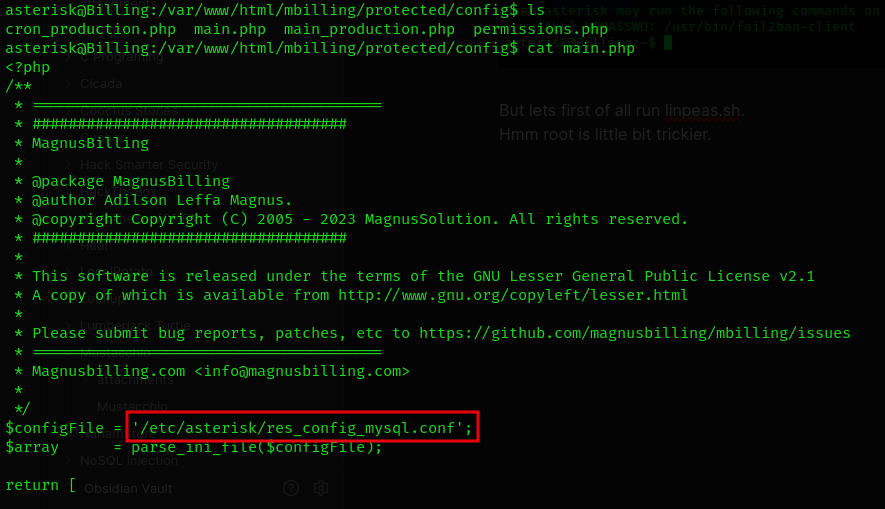 asterisk@Billing:/var/www/html/mbilling/protected/config$ ls
cron_production.php  main.php  main_production.php  permissions.php
asterisk@Billing:/var/www/html/mbilling/protected/config$ cat main.php
<?php
/**
 * =======================================
 * ###################################
 * MagnusBilling
 *
 * @package MagnusBilling
 * @author Adilson Leffa Magnus.
 * @copyright Copyright (C) 2005 - 2023 MagnusSolution. All rights reserved.
 * ###################################
 *
 * This software is released under the terms of the GNU Lesser General Public License v2.1
 * A copy of which is available from http://www.gnu.org/copyleft/lesser.html
 *
 * Please submit bug reports, patches, etc to https://github.com/magnusbilling/mbilling/issues
 * =======================================
 * Magnusbilling.com <info@magnusbilling.com>
 *
 */
$configFile = '/etc/asterisk/res_config_mysql.conf';
$array      = parse_ini_file($configFile);
return [
asterisk may run the following commands on
PASSWD: /usr/bin/fail2ban-client
But lets first of all run linpeas.sh.
Hmm root is little bit trickier.
C Programing
Cicada
Stories
Hack Smarter Security
attachments
Mustacchio
NoSQL Injection
Obsidian Vault